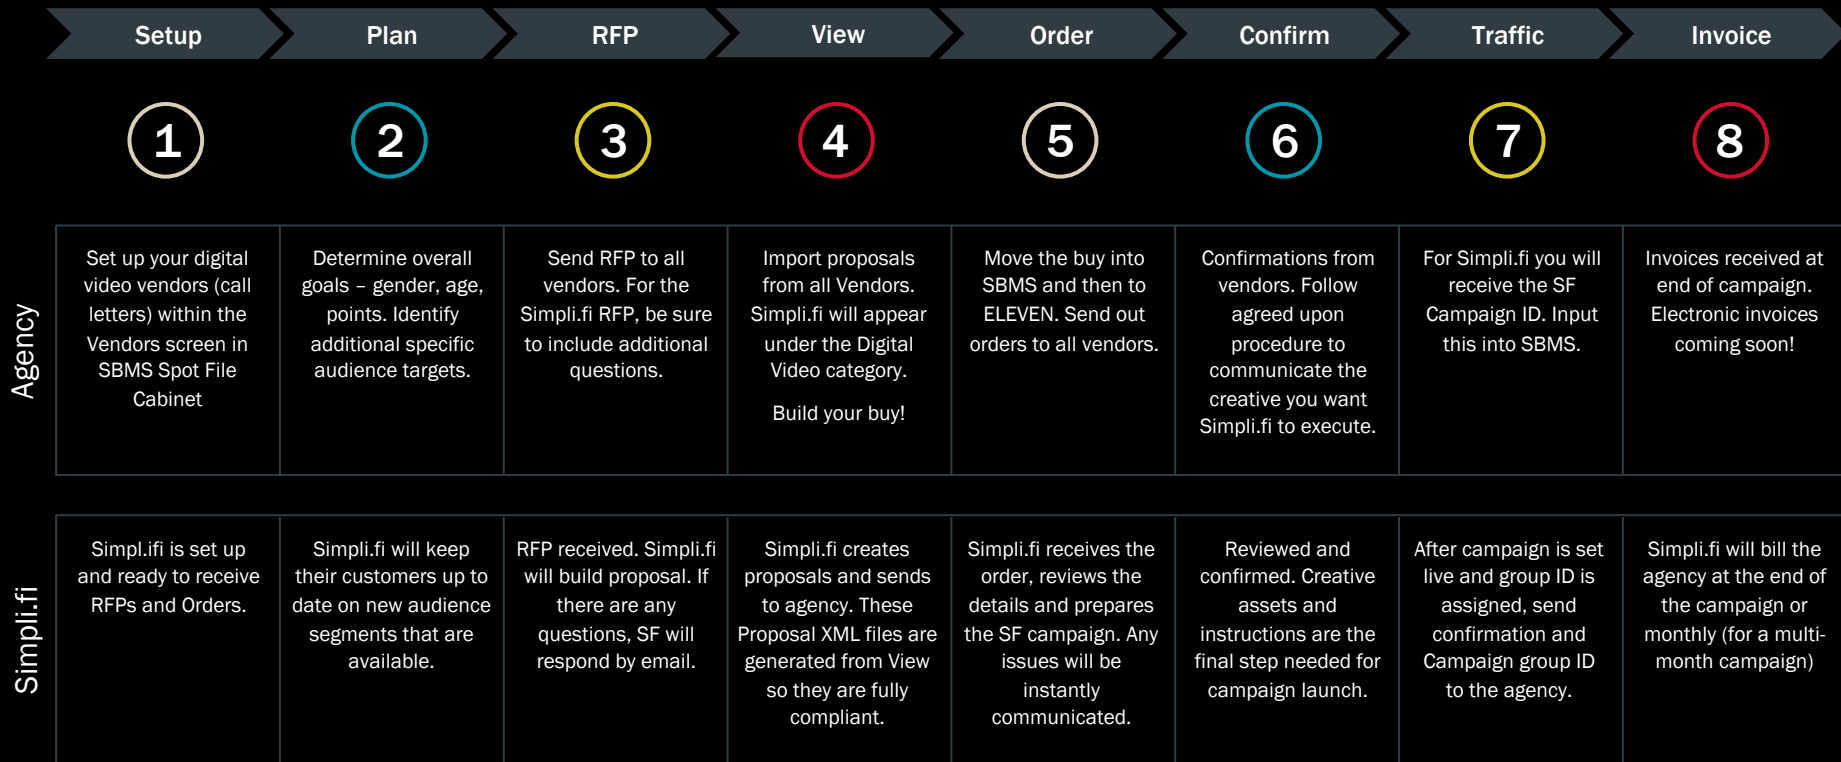 Setup
Plan
RFP
View
Order
Confirm
Traffic
Invoice
1
2
3
4
5
6
7
8
Agency
Set up your digital
video vendors (call
letters) within the
Vendors screen in
SBMS Spot File
Cabinet
Determine overall
goals – gender, age,
points. Identify
additional specific
audience targets.
Send RFP to all
vendors. For the
Simpli.fi RFP, be sure
to include additional
questions.
Import proposals
from all Vendors.
Simpli.fi will appear
under the Digital
Video category.
Build your buy!
Move the buy into
SBMS and then to
ELEVEN. Send out
orders to all vendors.
Confirmations from
vendors. Follow
agreed upon
procedure to
communicate the
creative you want
Simpli.fi to execute.
For Simpli.fi you will
receive the SF
Campaign ID. Input
this into SBMS.
Invoices received at
end of campaign.
Electronic invoices
coming soon!
Simpli.fi
Simpl.ifi is set up
and ready to receive
RFPs and Orders.
Simpli.fi will keep
their customers up to
date on new audience
segments that are
available.
RFP received. Simpli.fi
will build proposal. If
there are any
questions, SF will
respond by email.
Simpli.fi creates
proposals and sends
to agency. These
Proposal XML files are
generated from View
so they are fully
compliant.
Simpli.fi receives the
order, reviews the
details and prepares
the SF campaign. Any
issues will be
instantly
communicated.
Reviewed and
confirmed. Creative
assets and
instructions are the
final step needed for
campaign launch.
After campaign is set
live and group ID is
assigned, send
confirmation and
Campaign group ID
to the agency.
Simpli.fi will bill the
agency at the end of
the campaign or
monthly (for a multi-
month campaign)